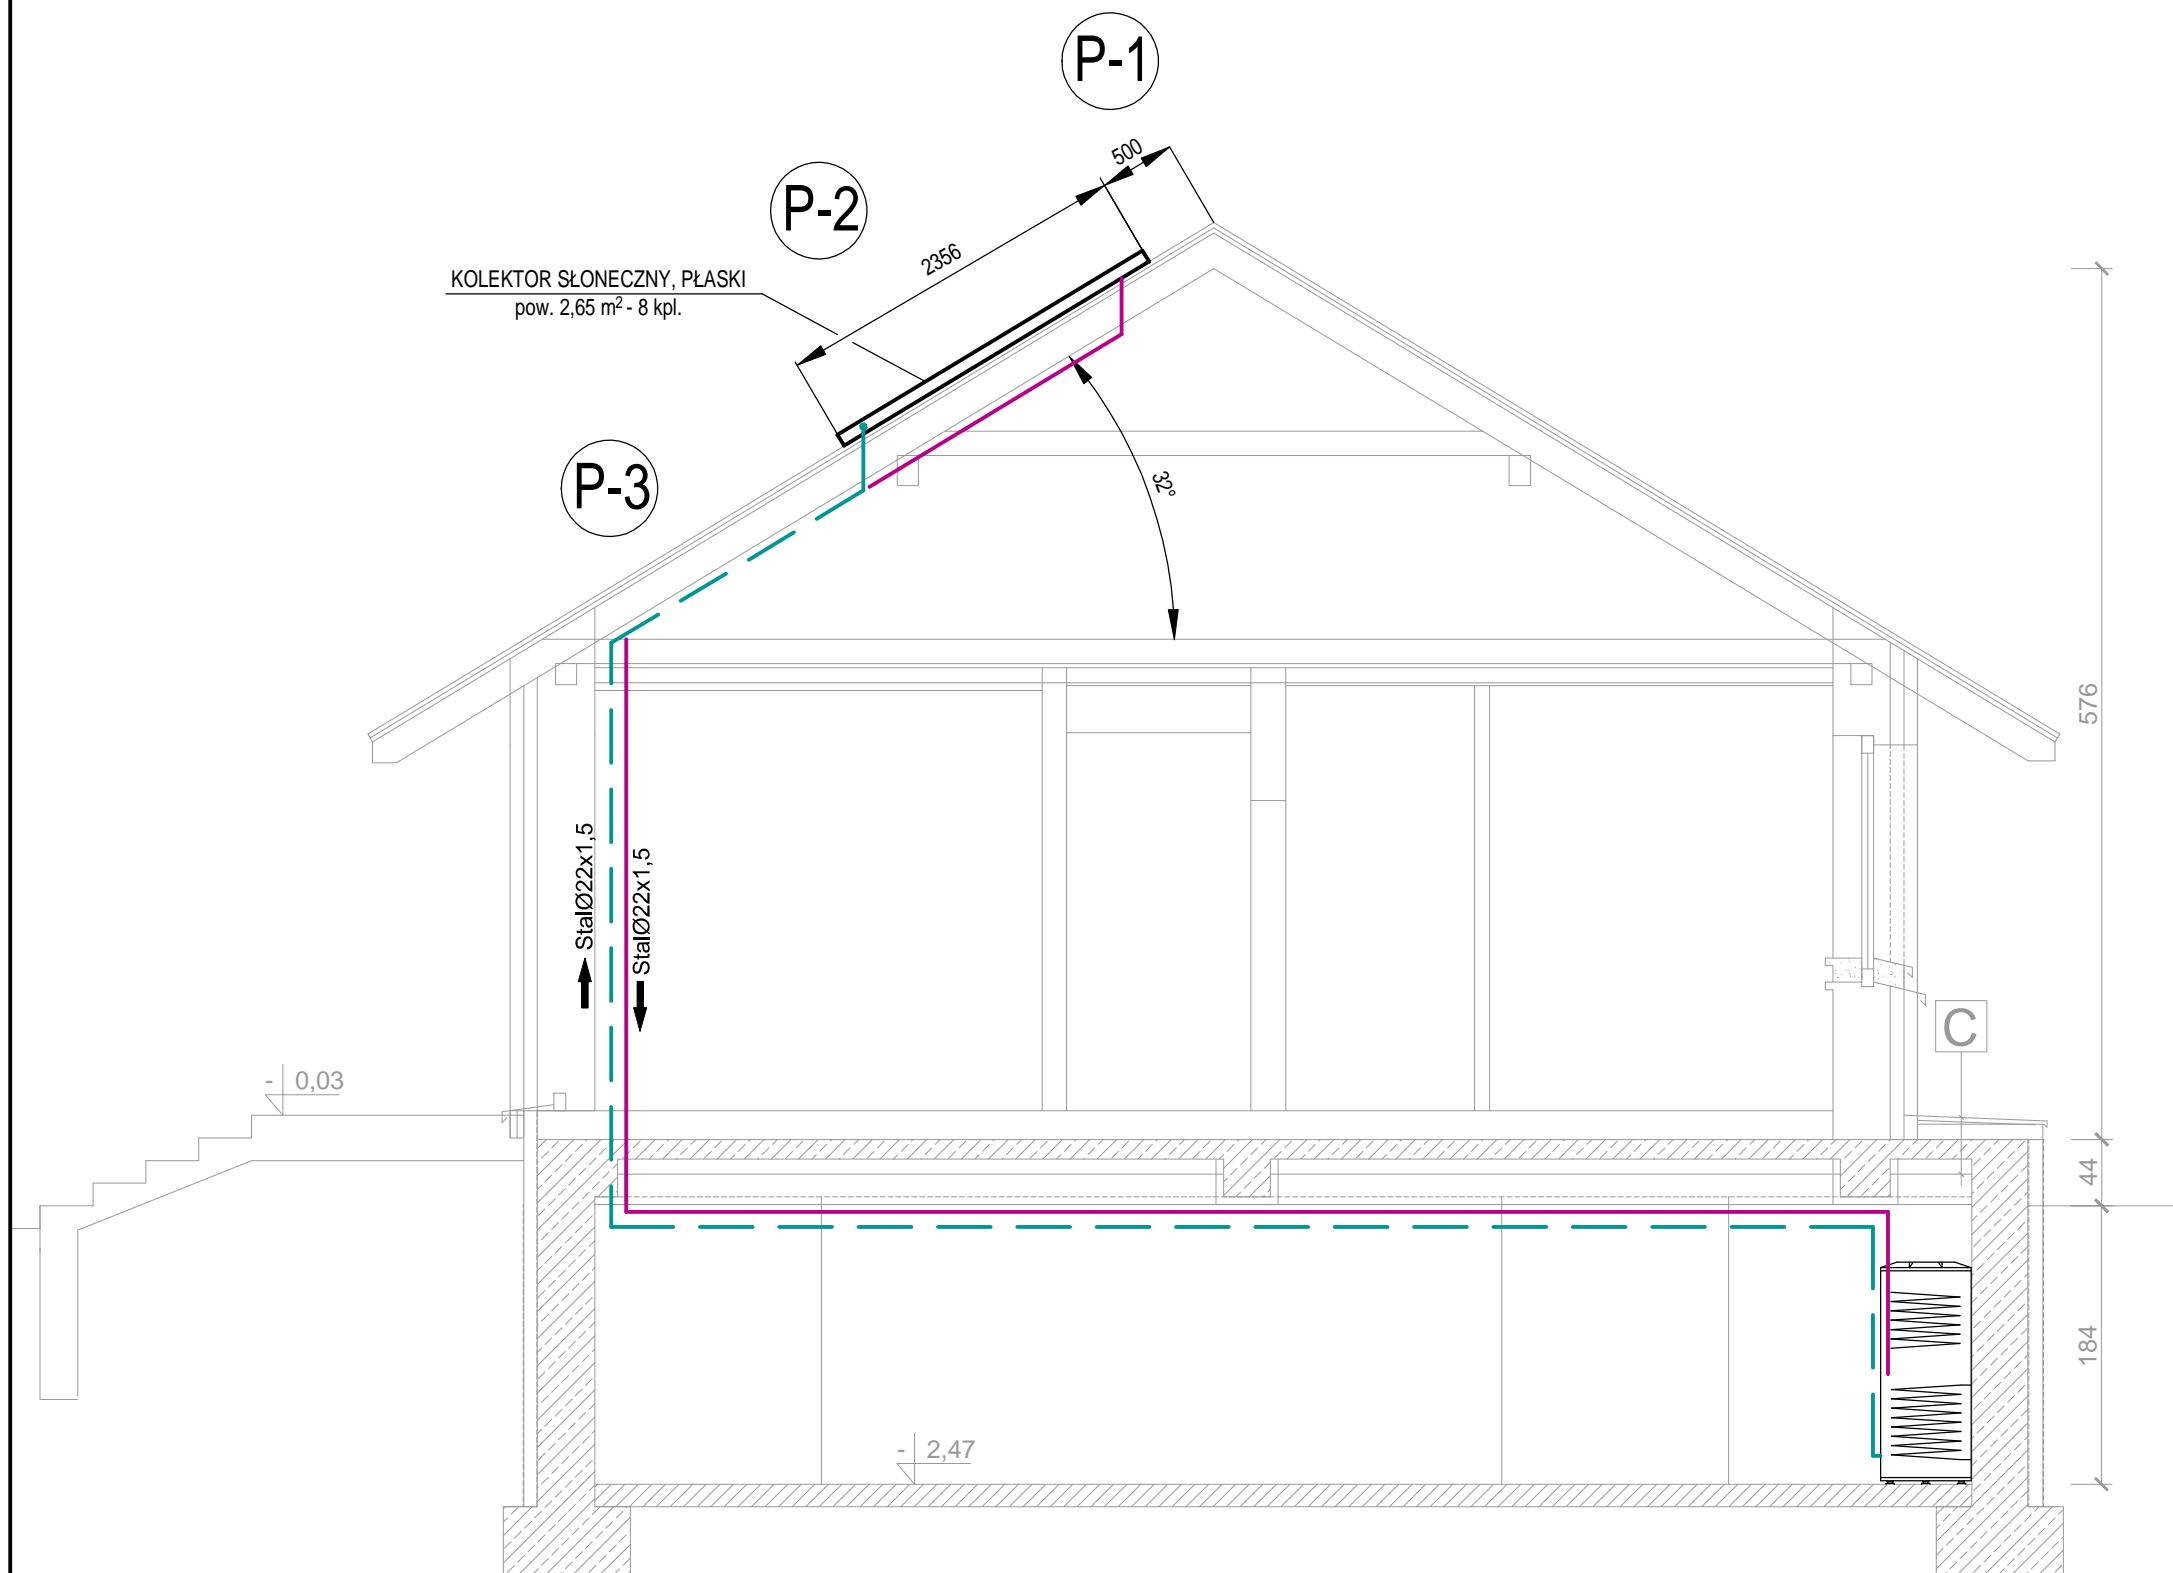 P-1
500
P-2
2356
KOLEKTOR SŁONECZNY, PŁASKI
pow. 2,65 m² - 8 kpl.
P-3
32°
576
StalØ22x1,5
StalØ22x1,5
C
- 0,03
44
184
- 2,47